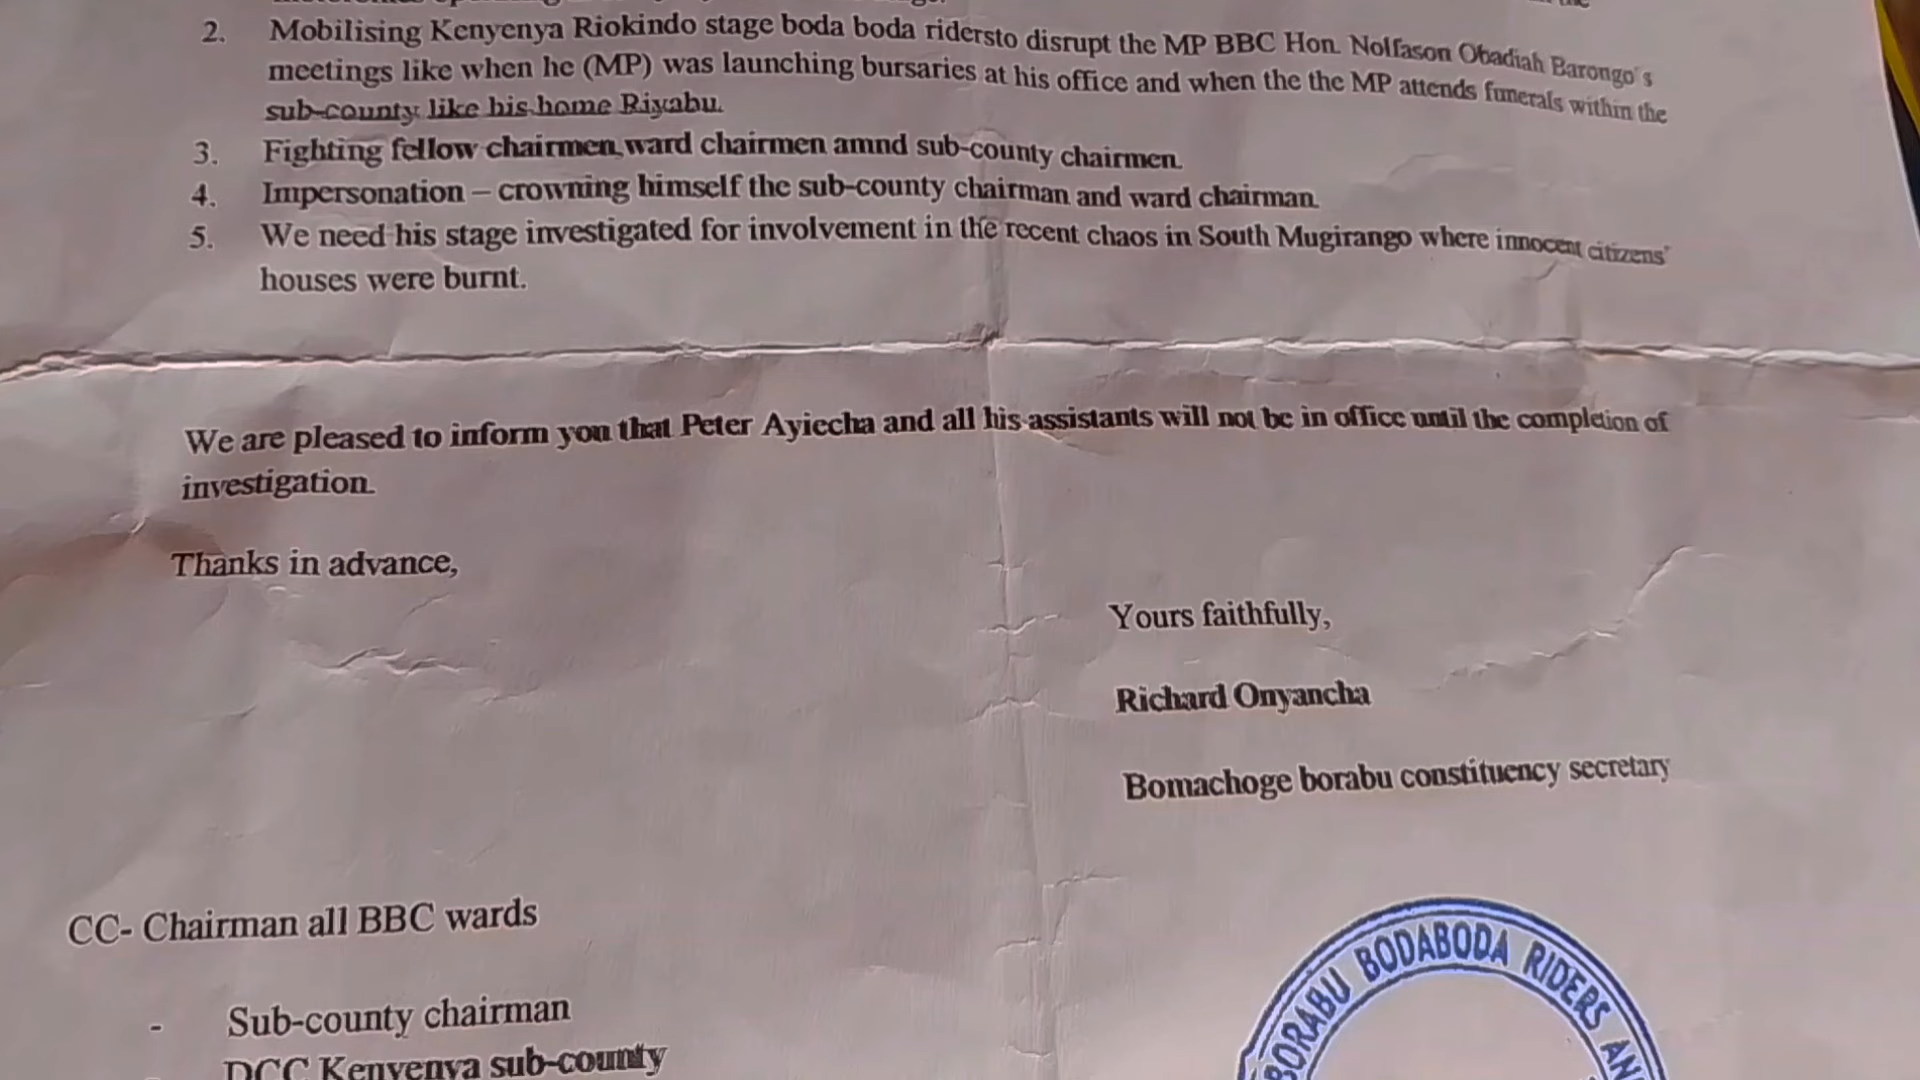 2. Mobilising Kenyenya Riokindo stage boda boda ridersto disrupt the MP BBC Hon. Nolfason Obadiah Barongo's
meetings like when he (MP) was launching bursaries at his office and when the the MP attends funerals within the
sub-county like his home Riyabu.
3. Fighting fellow chairmen, ward chairmen amnd sub-county chairmen.
4. Impersonation – crowning himself the sub-county chairman and ward chairman.
5. We need his stage investigated for involvement in the recent chaos in South Mugirango where innocent citizens'
houses were burnt.
We are pleased to inform you that Peter Ayiecha and all his assistants will not be in office until the completion of
investigation.
Thanks in advance,
Yours faithfully,
Richard Onyancha
Bomachoge borabu constituency secretary
CC- Chairman all BBC wards
- Sub-county chairman
- DCC Kenyenya sub-county
BORABU BODABODA RIDERS AN